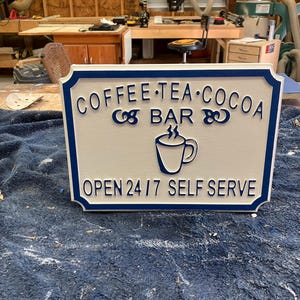 COFFEE•TEA•COCOA
BAR
OPEN 24/7 SELF SERVE